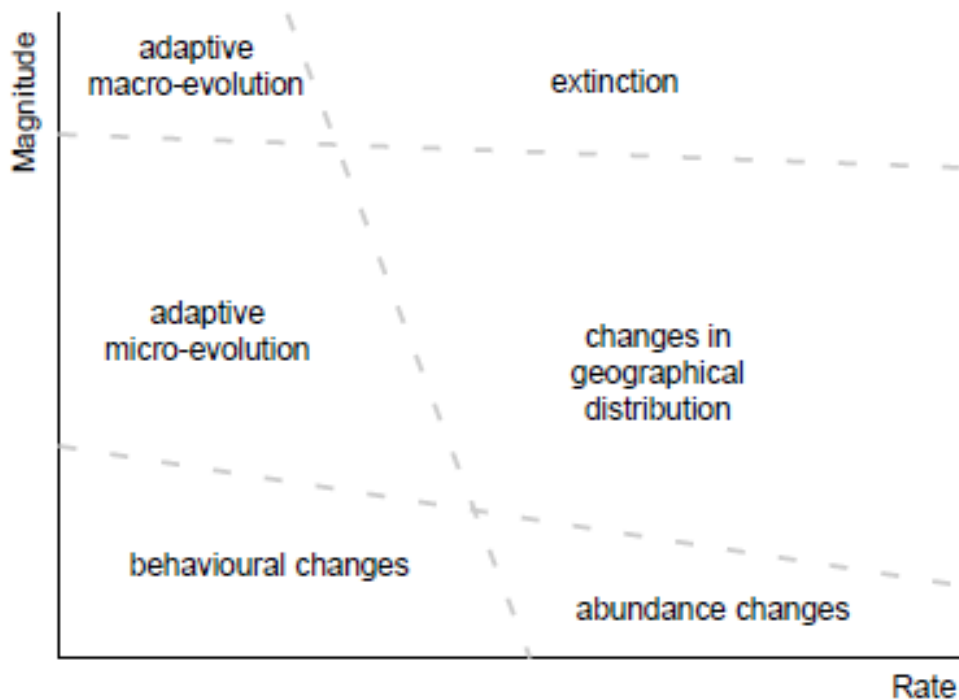 Magnitude
adaptive
macro-evolution
extinction
adaptive
micro-evolution
changes in
geographical
distribution
behavioural changes
abundance changes
Rate